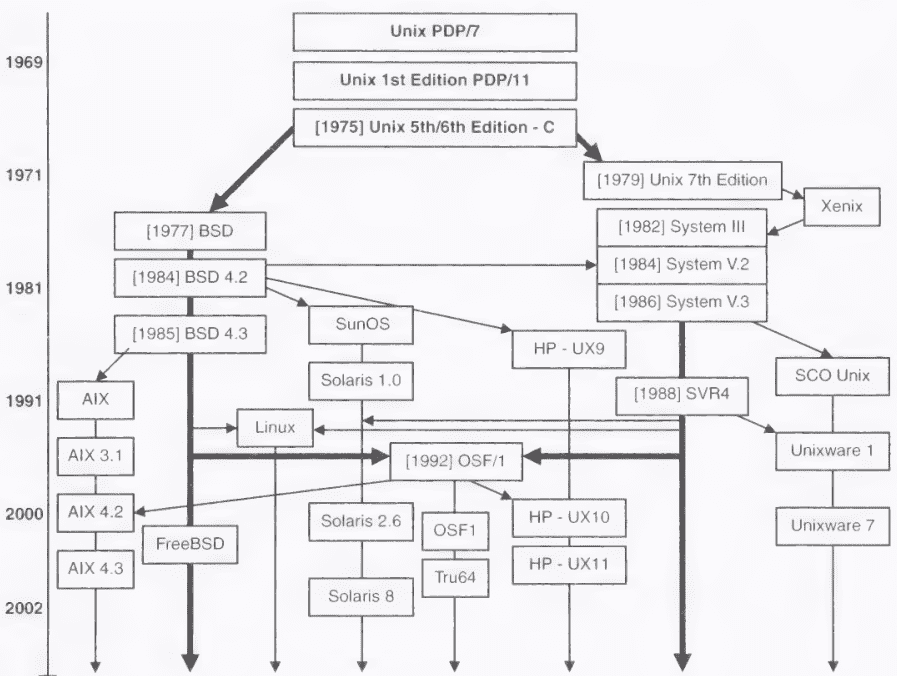 Unix PDP/7
1969
Unix 1st Edition PDP/11
[1975] Unix 5th/6th Edition - C
1971
[1979] Unix 7th Edition
Xenix
[1977] BSD
[1982] System III
[1984] BSD 4.2
[1984] System V.2
1981
[1986] System V.3
SunOS
[1985] BSD 4.3
HP - UX9
Solaris 1.0
SCO Unix
1991
AIX
[1988] SVR4
Linux
AIX 3.1
[1992] OSF/1
Unixware 1
2000
AIX 4.2
Solaris 2.6
HP - UX10
Unixware 7
FreeBSD
OSF1
AIX 4.3
HP - UX11
Tru64
Solaris 8
2002